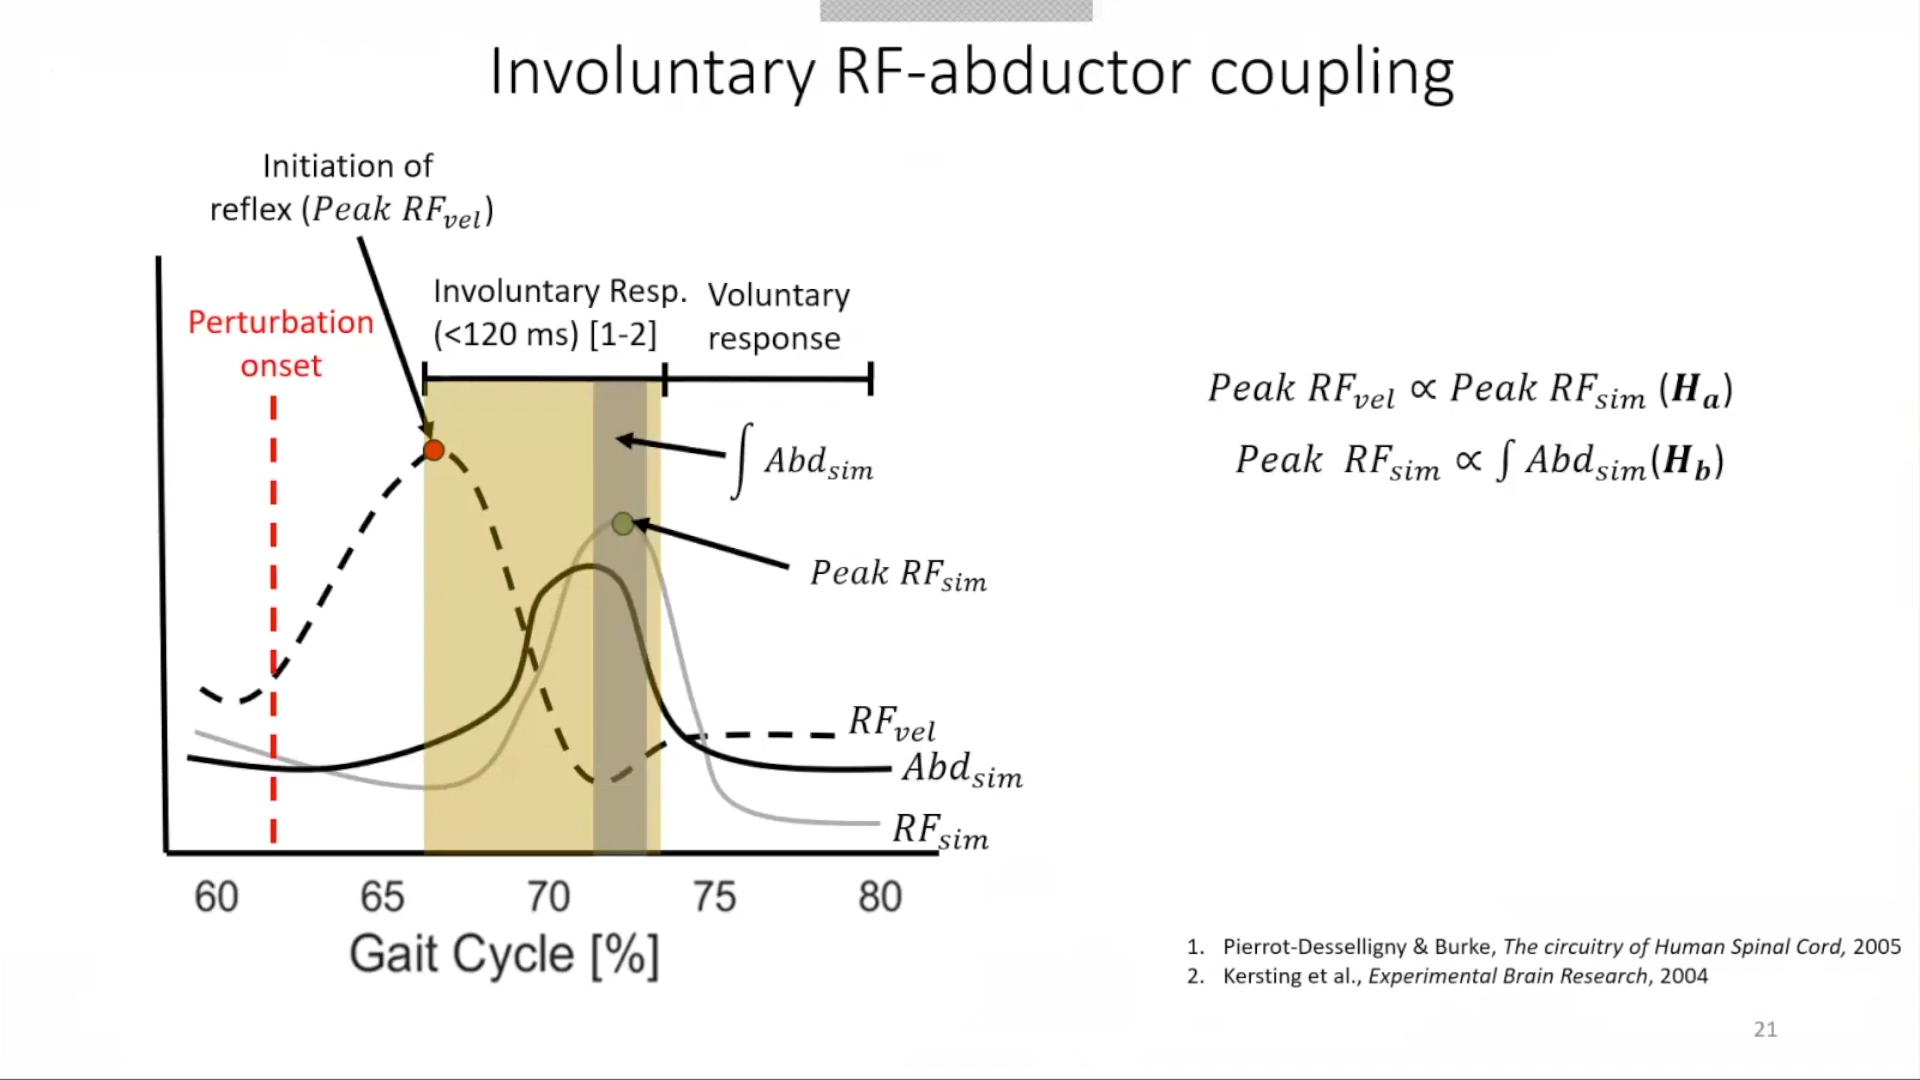 Involuntary RF-abductor coupling
Initiation of
reflex (Peak RF_vel)
Involuntary Resp.
(<120 ms) [1-2]
Voluntary
response
Perturbation
onset
∫ Abd_sim
Peak RF_sim
RF_vel
Abd_sim
RF_sim
60 65 70 75 80
Gait Cycle [%]
Peak RF_vel ∝ Peak RF_sim (H_a)
Peak RF_sim ∝ ∫ Abd_sim(H_b)
1. Pierrot-Desselligny & Burke, The circuitry of Human Spinal Cord, 2005
2. Kersting et al., Experimental Brain Research, 2004
21